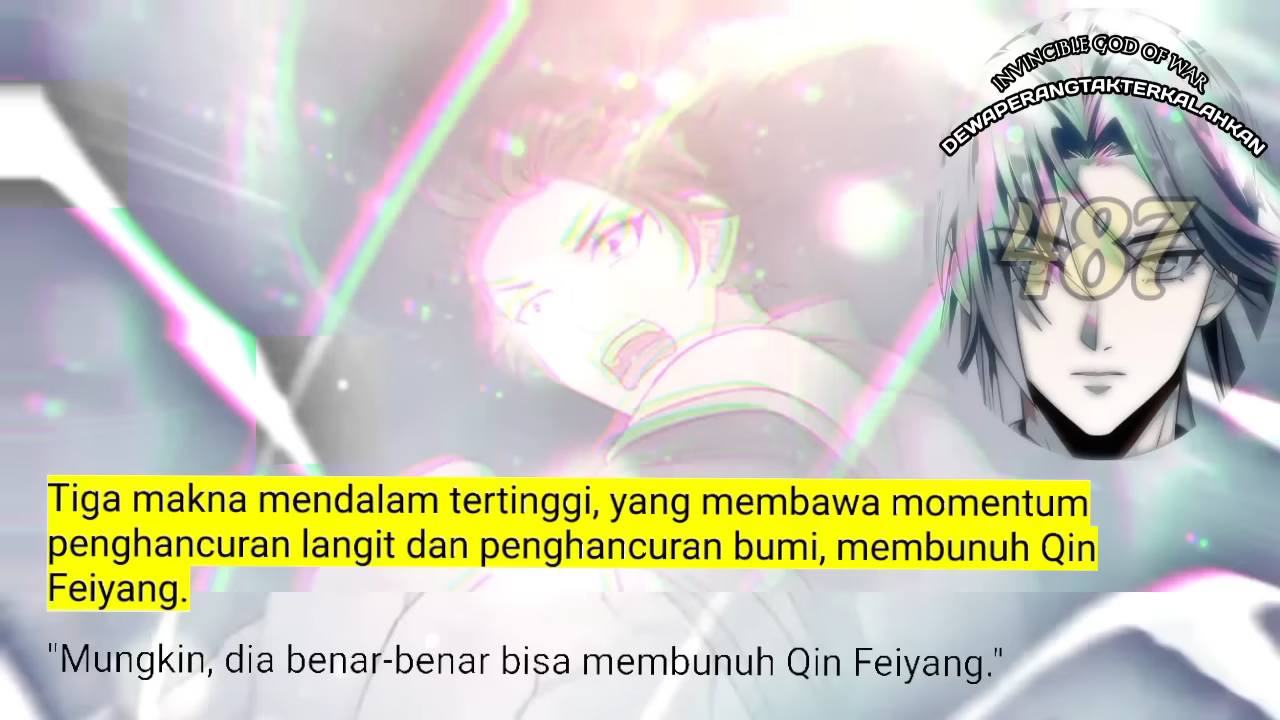 INVINCIBLE GOD OF WAR
DEWAPERANGTAKTERKALAHKAN
487
Tiga makna mendalam tertinggi, yang membawa momentum
penghancuran langit dan penghancuran bumi, membunuh Qin
Feiyang.
"Mungkin, dia benar-benar bisa membunuh Qin Feiyang."